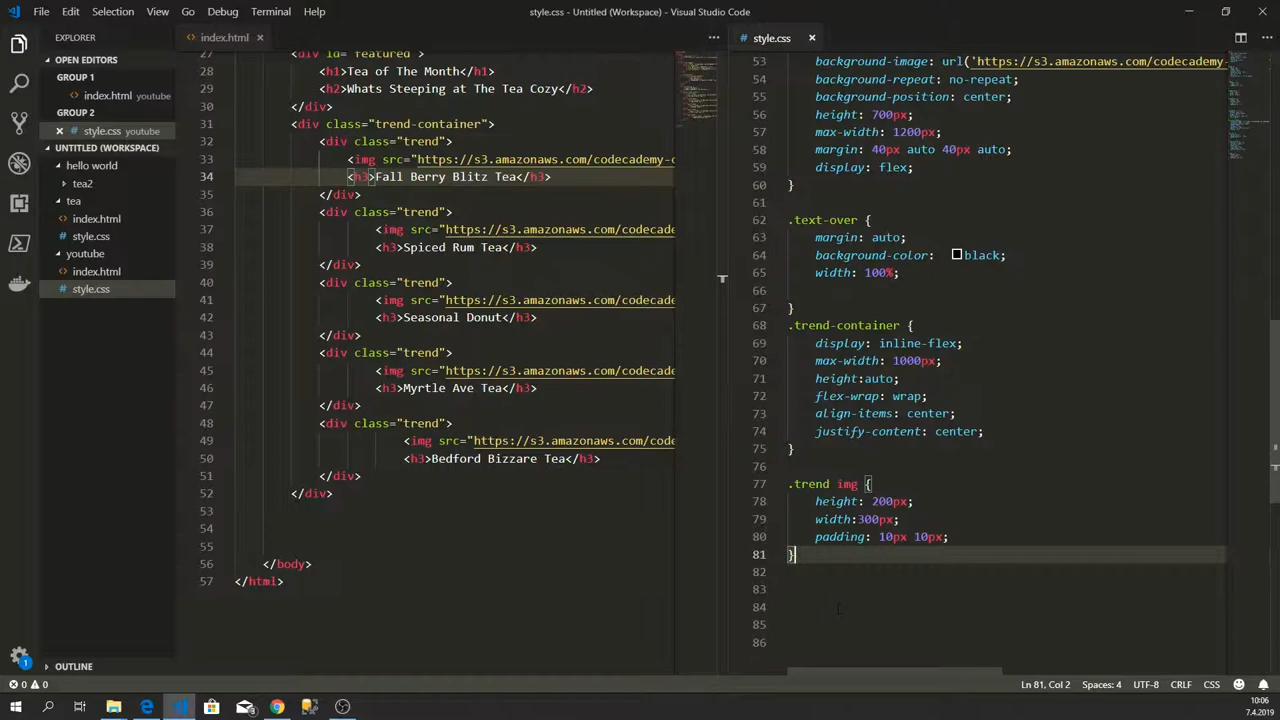 File Edit Selection View Go Debug Terminal Help
style.css - Untitled (Workspace) - Visual Studio Code
EXPLORER
OPEN EDITORS
GROUP 1
index.html youtube
GROUP 2
style.css youtube
UNTITLED (WORKSPACE)
hello world
tea2
tea
index.html
style.css
youtube
index.html
style.css
OUTLINE
index.html
27 <div id="featured">
28 <h1>Tea of The Month</h1>
29 <h2>Whats Steeping at The Tea Cozy</h2>
30 </div>
31 <div class="trend-container">
32 <div class="trend">
33 <img src="https://s3.amazonaws.com/codecademy-c
34 <h3>Fall Berry Blitz Tea</h3>
35 </div>
36 <div class="trend">
37 <img src="https://s3.amazonaws.com/codecade
38 <h3>Spiced Rum Tea</h3>
39 </div>
40 <div class="trend">
41 <img src="https://s3.amazonaws.com/codecade
42 <h3>Seasonal Donut</h3>
43 </div>
44 <div class="trend">
45 <img src="https://s3.amazonaws.com/codecade
46 <h3>Myrtle Ave Tea</h3>
47 </div>
48 <div class="trend">
49 <img src="https://s3.amazonaws.com/code
50 <h3>Bedford Bizzare Tea</h3>
51 </div>
52 </div>
53
54
55
56 </body>
57 </html>
style.css
53 background-image: url('https://s3.amazonaws.com/codecademy-
54 background-repeat: no-repeat;
55 background-position: center;
56 height: 700px;
57 max-width: 1200px;
58 margin: 40px auto 40px auto;
59 display: flex;
60 }
61
62 .text-over {
63 margin: auto;
64 background-color: black;
65 width: 100%;
66
67 }
68 .trend-container {
69 display: inline-flex;
70 max-width: 1000px;
71 height:auto;
72 flex-wrap: wrap;
73 align-items: center;
74 justify-content: center;
75 }
76
77 .trend img {
78 height: 200px;
79 width:300px;
80 padding: 10px 10px;
81 }
82
83
84
85
86
0 0
Ln 81, Col 2 Spaces: 4 UTF-8 CRLF CSS
1
10:06
7.4.2019